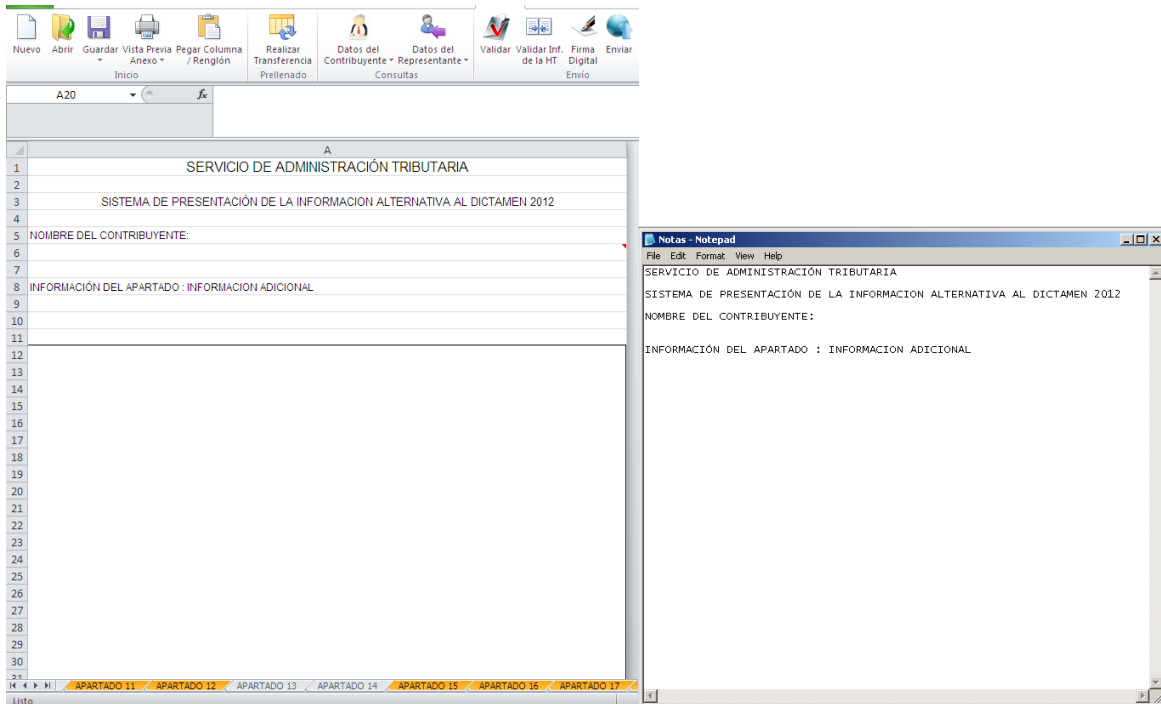 Nuevo Abrir Guardar Vista Previa Anexo Pegar Columna / Renglón Realizar Transferencia Datos del Contribuyente Datos del Representante Validar Validar Inf. de la HT Firma Digital Enviar
Inicio Prellenado Consultas Envío
A20 fx
A
1 SERVICIO DE ADMINISTRACIÓN TRIBUTARIA
2
3 SISTEMA DE PRESENTACIÓN DE LA INFORMACION ALTERNATIVA AL DICTAMEN 2012
4
5 NOMBRE DEL CONTRIBUYENTE:
6
7
8 INFORMACIÓN DEL APARTADO : INFORMACION ADICIONAL
9
10
11
12
13
14
15
16
17
18
19
20
21
22
23
24
25
26
27
28
29
30
31
APARTADO 11 APARTADO 12 APARTADO 13 APARTADO 14 APARTADO 15 APARTADO 16 APARTADO 17
Listo
Notas - Notepad
File Edit Format View Help
SERVICIO DE ADMINISTRACIÓN TRIBUTARIA
SISTEMA DE PRESENTACIÓN DE LA INFORMACION ALTERNATIVA AL DICTAMEN 2012
NOMBRE DEL CONTRIBUYENTE:
INFORMACIÓN DEL APARTADO : INFORMACION ADICIONAL